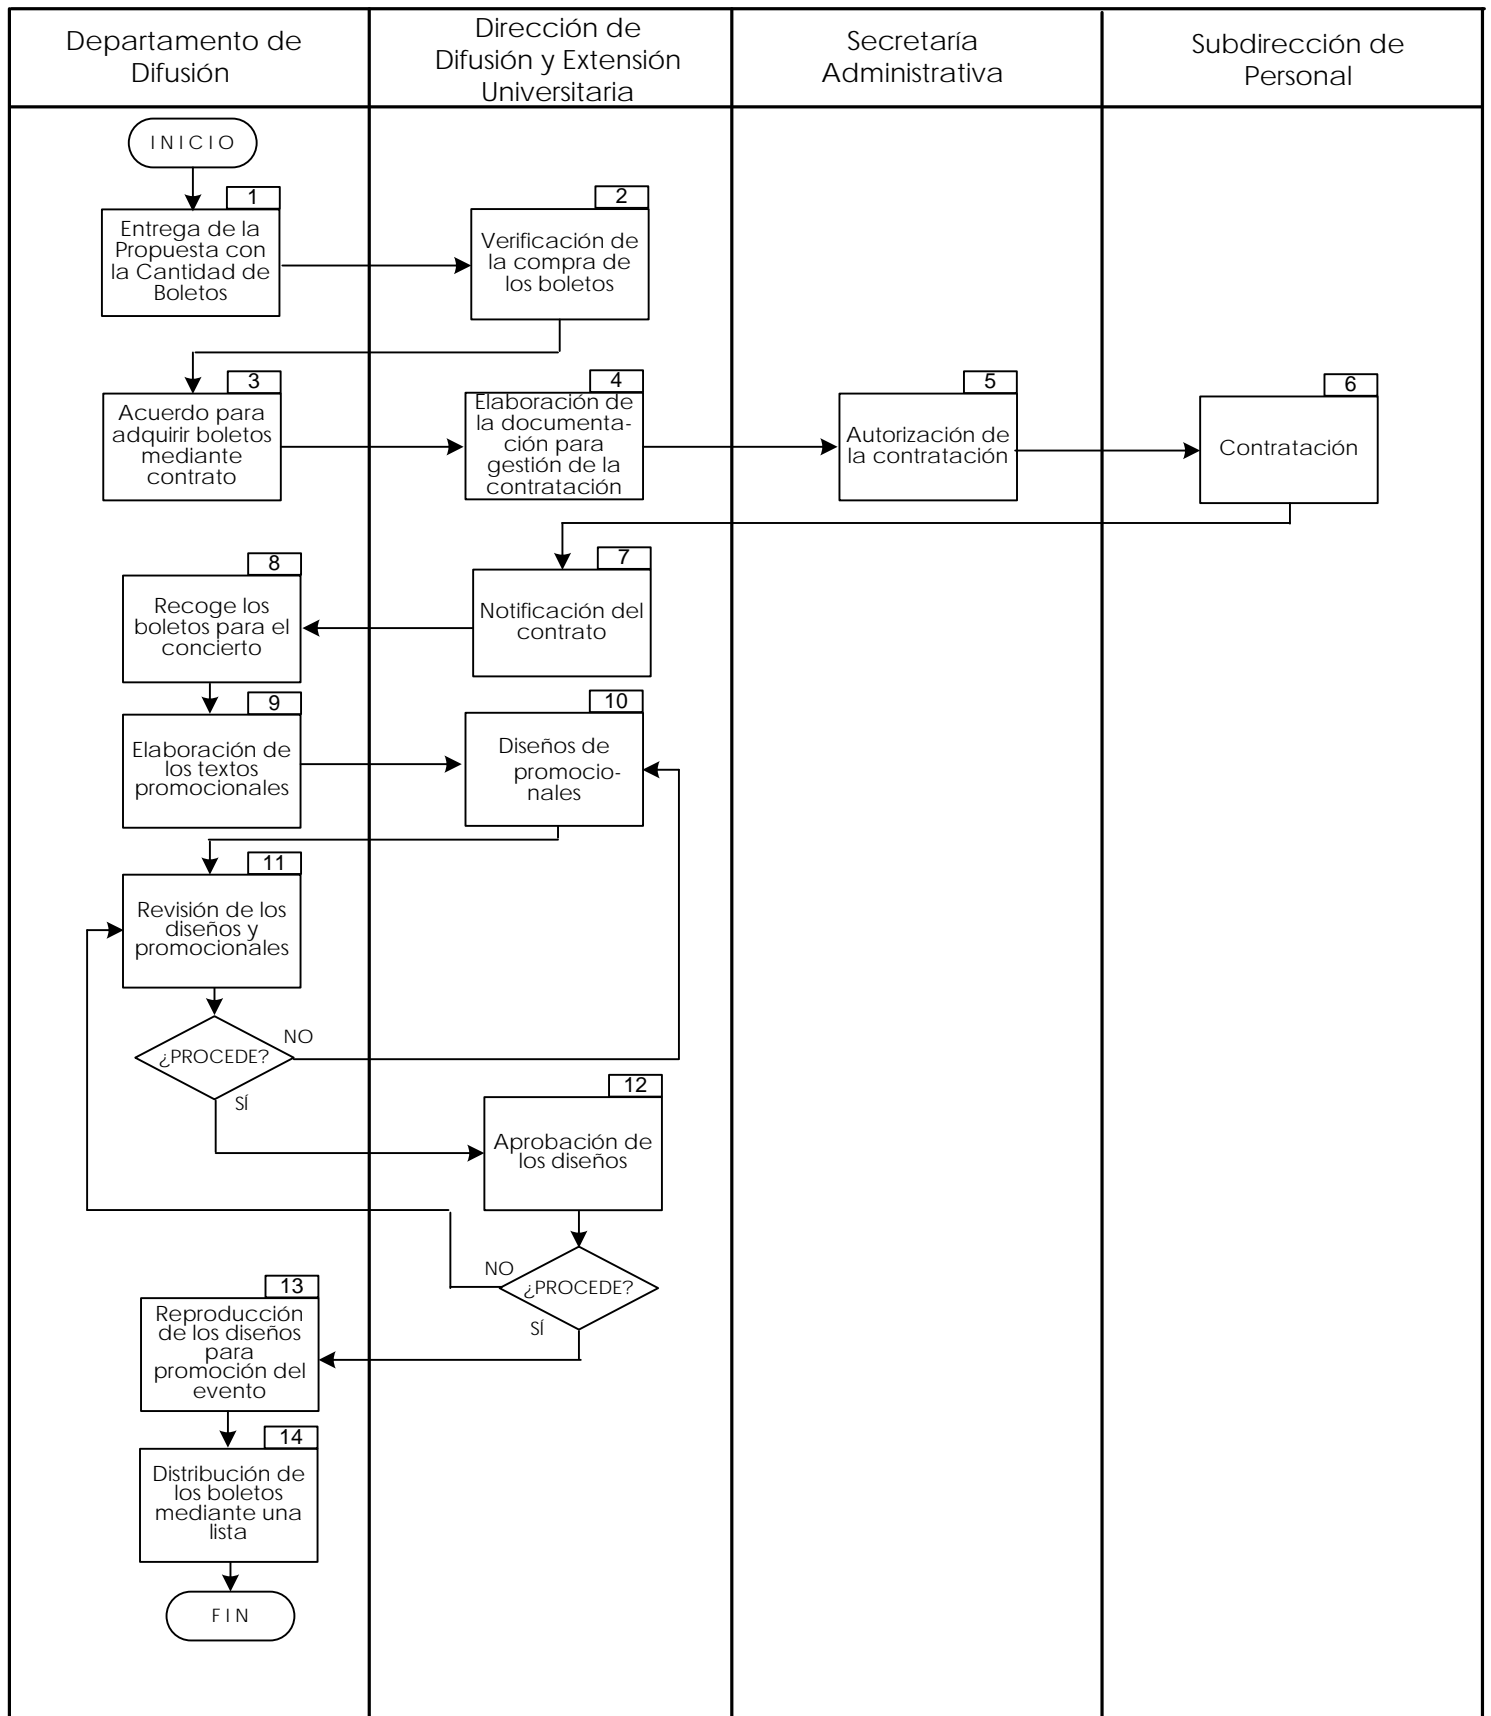 Departamento de
Difusión
Dirección de
Difusión y Extensión
Universitaria
Secretaría
Administrativa
Subdirección de
Personal
INICIO
1
Entrega de la
Propuesta con
la Cantidad de
Boletos
2
Verificación de
la compra de
los boletos
3
Acuerdo para
adquirir boletos
mediante
contrato
4
Elaboración de
la documenta-
ción para
gestión de la
contratación
5
Autorización de
la contratación
6
Contratación
7
Notificación del
contrato
8
Recoge los
boletos para el
concierto
9
Elaboración de
los textos
promocionales
10
Diseños de
promocio-
nales
11
Revisión de los
diseños y
promocionales
¿PROCEDE?
NO
SÍ
12
Aprobación de
los diseños
¿PROCEDE?
NO
SÍ
13
Reproducción
de los diseños
para
promoción del
evento
14
Distribución de
los boletos
mediante una
lista
FIN